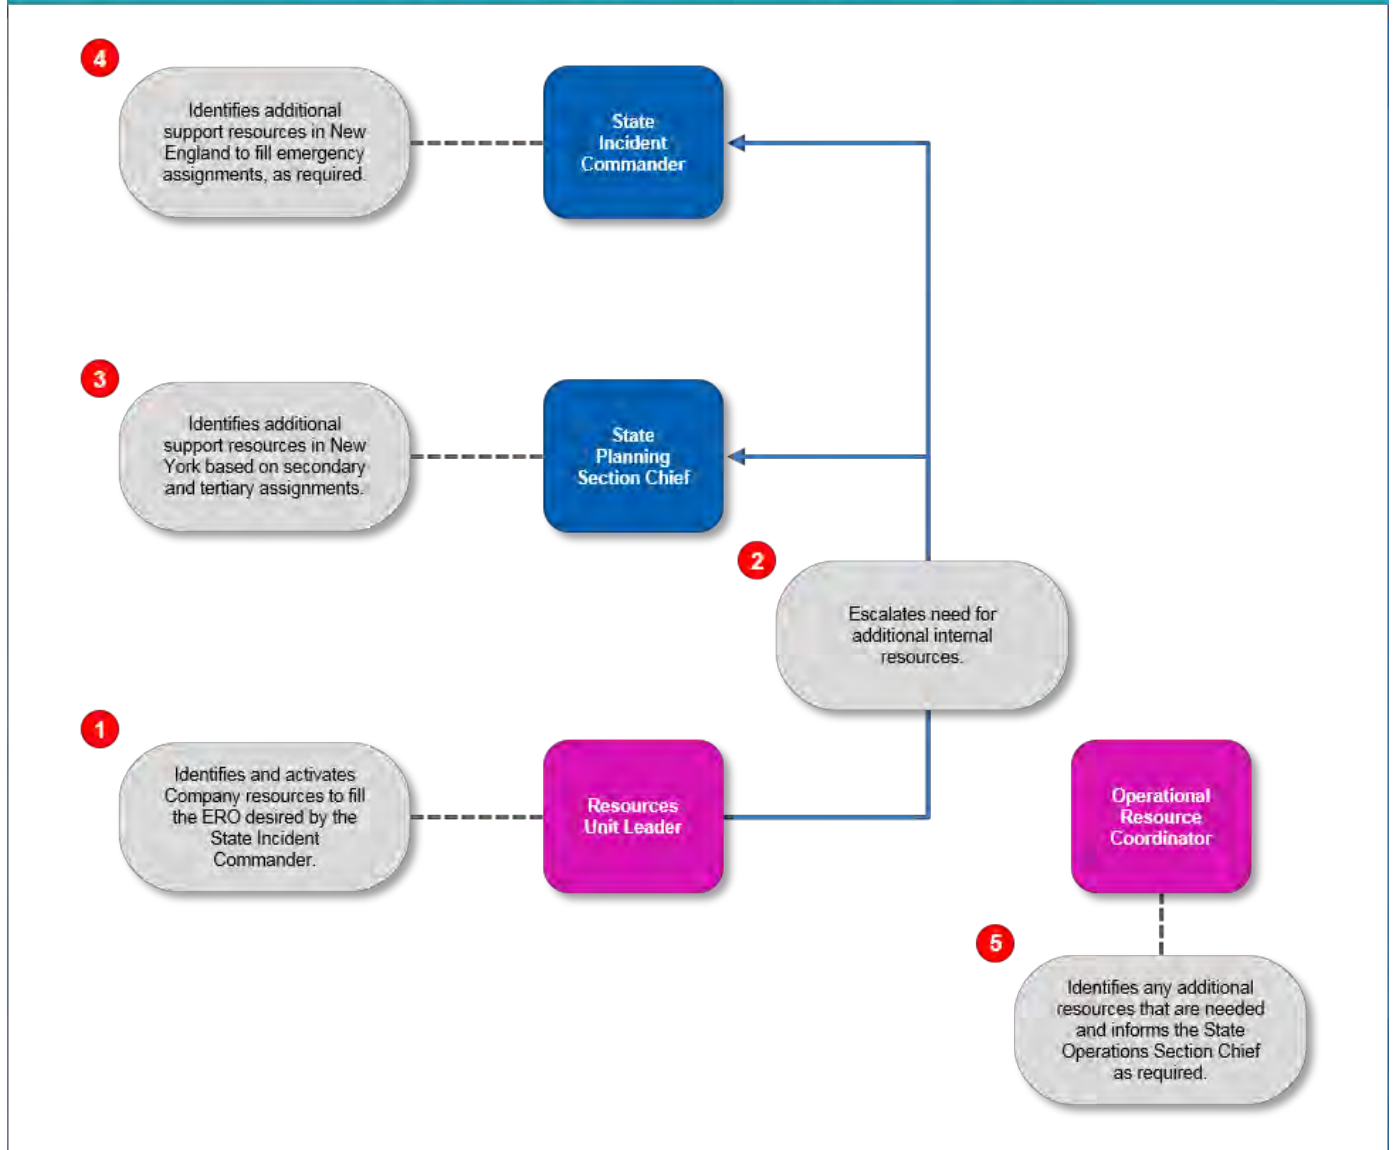 4
Identifies additional
support resources in New
England to fill emergency
assignments, as required.
State
Incident
Commander
3
Identifies additional
support resources in New
York based on secondary
and tertiary assignments.
State
Planning
Section Chief
2
Escalates need for
additional internal
resources.
1
Identifies and activates
Company resources to fill
the ERO desired by the
State Incident
Commander.
Resources
Unit Leader
Operational
Resource
Coordinator
5
Identifies any additional
resources that are needed
and informs the State
Operations Section Chief
as required.